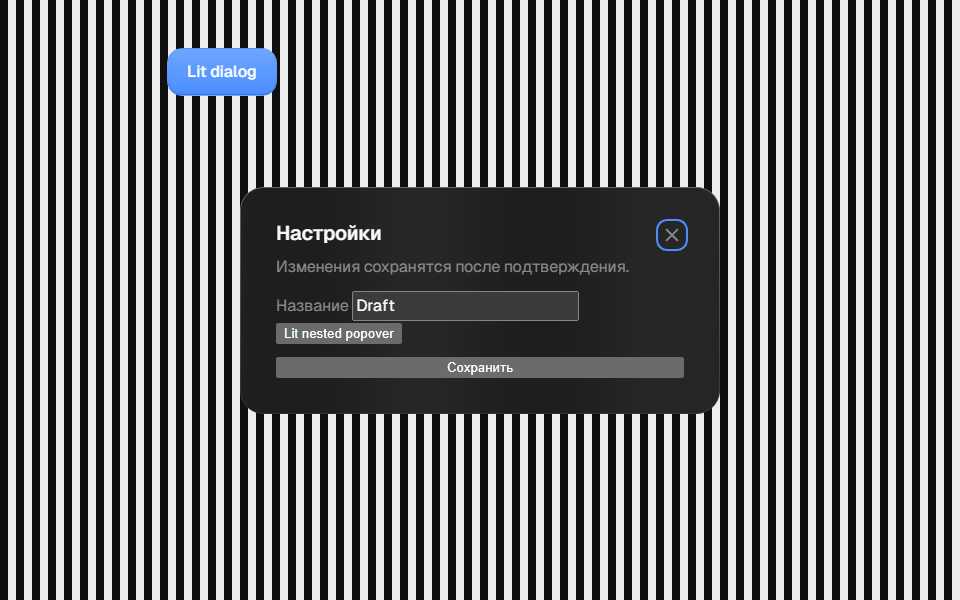 Lit dialog
Настройки
Изменения сохранятся после подтверждения.
Название Draft
Lit nested popover
Сохранить